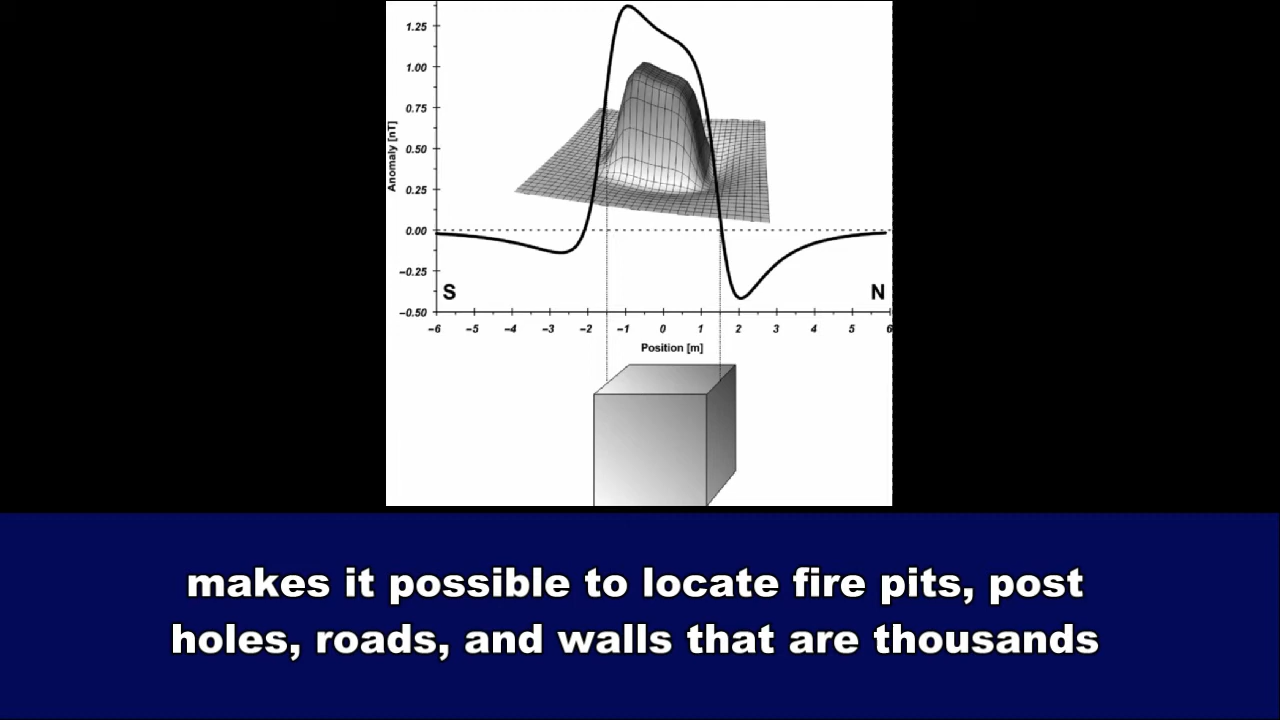 1.25
1.00
0.75
0.50
0.25
0.00
−0.25
−0.50
Anomaly [nT]
S
N
−6 −5 −4 −3 −2 −1 0 1 2 3 4 5 6
Position [m]
makes it possible to locate fire pits, post
holes, roads, and walls that are thousands